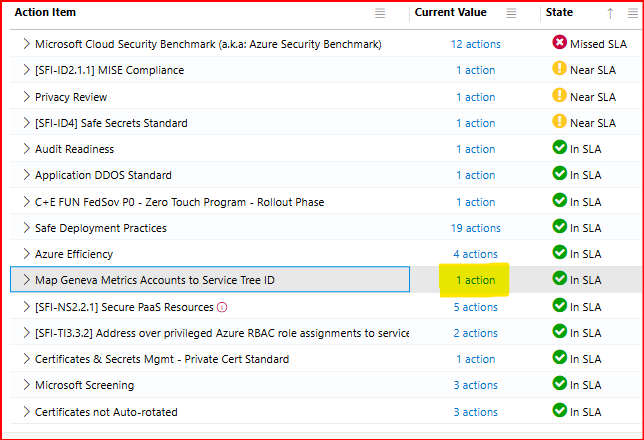 Action Item Current Value State
Microsoft Cloud Security Benchmark (a.k.a: Azure Security Benchmark) 12 actions Missed SLA
[SFI-ID2.1.1] MISE Compliance 1 action Near SLA
Privacy Review 1 action Near SLA
[SFI-ID4] Safe Secrets Standard 1 action Near SLA
Audit Readiness 1 action In SLA
Application DDOS Standard 1 action In SLA
C+E FUN FedSov P0 - Zero Touch Program - Rollout Phase 1 action In SLA
Safe Deployment Practices 19 actions In SLA
Azure Efficiency 4 actions In SLA
Map Geneva Metrics Accounts to Service Tree ID 1 action In SLA
[SFI-NS2.2.1] Secure PaaS Resources 5 actions In SLA
[SFI-TI3.3.2] Address over privileged Azure RBAC role assignments to service 2 actions In SLA
Certificates & Secrets Mgmt - Private Cert Standard 1 action In SLA
Microsoft Screening 3 actions In SLA
Certificates not Auto-rotated 3 actions In SLA